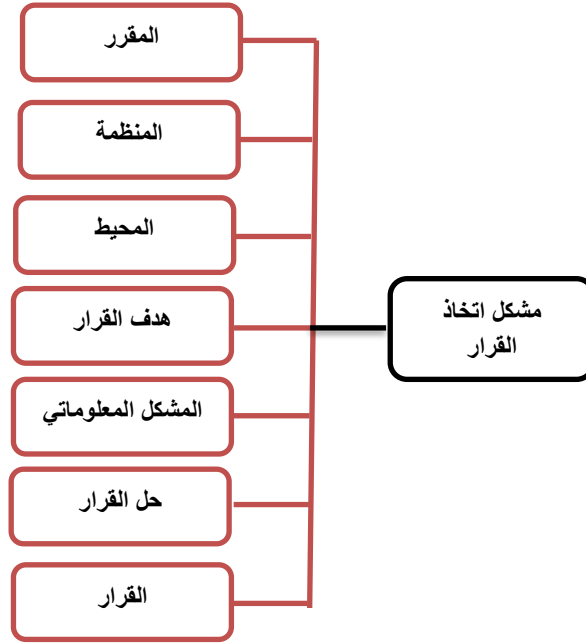 المقرر
المنظمة
المحيط
هدف القرار
المشكل المعلوماتي
حل القرار
القرار
مشكل اتخاذ
القرار